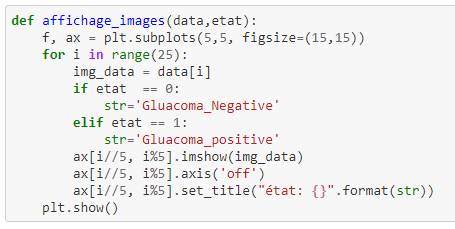 def affichage_images(data,etat):
    f, ax = plt.subplots(5,5, figsize=(15,15))
    for i in range(25):
        img_data = data[i]
        if etat  == 0:
            str='Gluacoma_Negative'
        elif etat == 1:
            str='Gluacoma_positive'
        ax[i//5, i%5].imshow(img_data)
        ax[i//5, i%5].axis('off')
        ax[i//5, i%5].set_title("état: {}".format(str))
    plt.show()